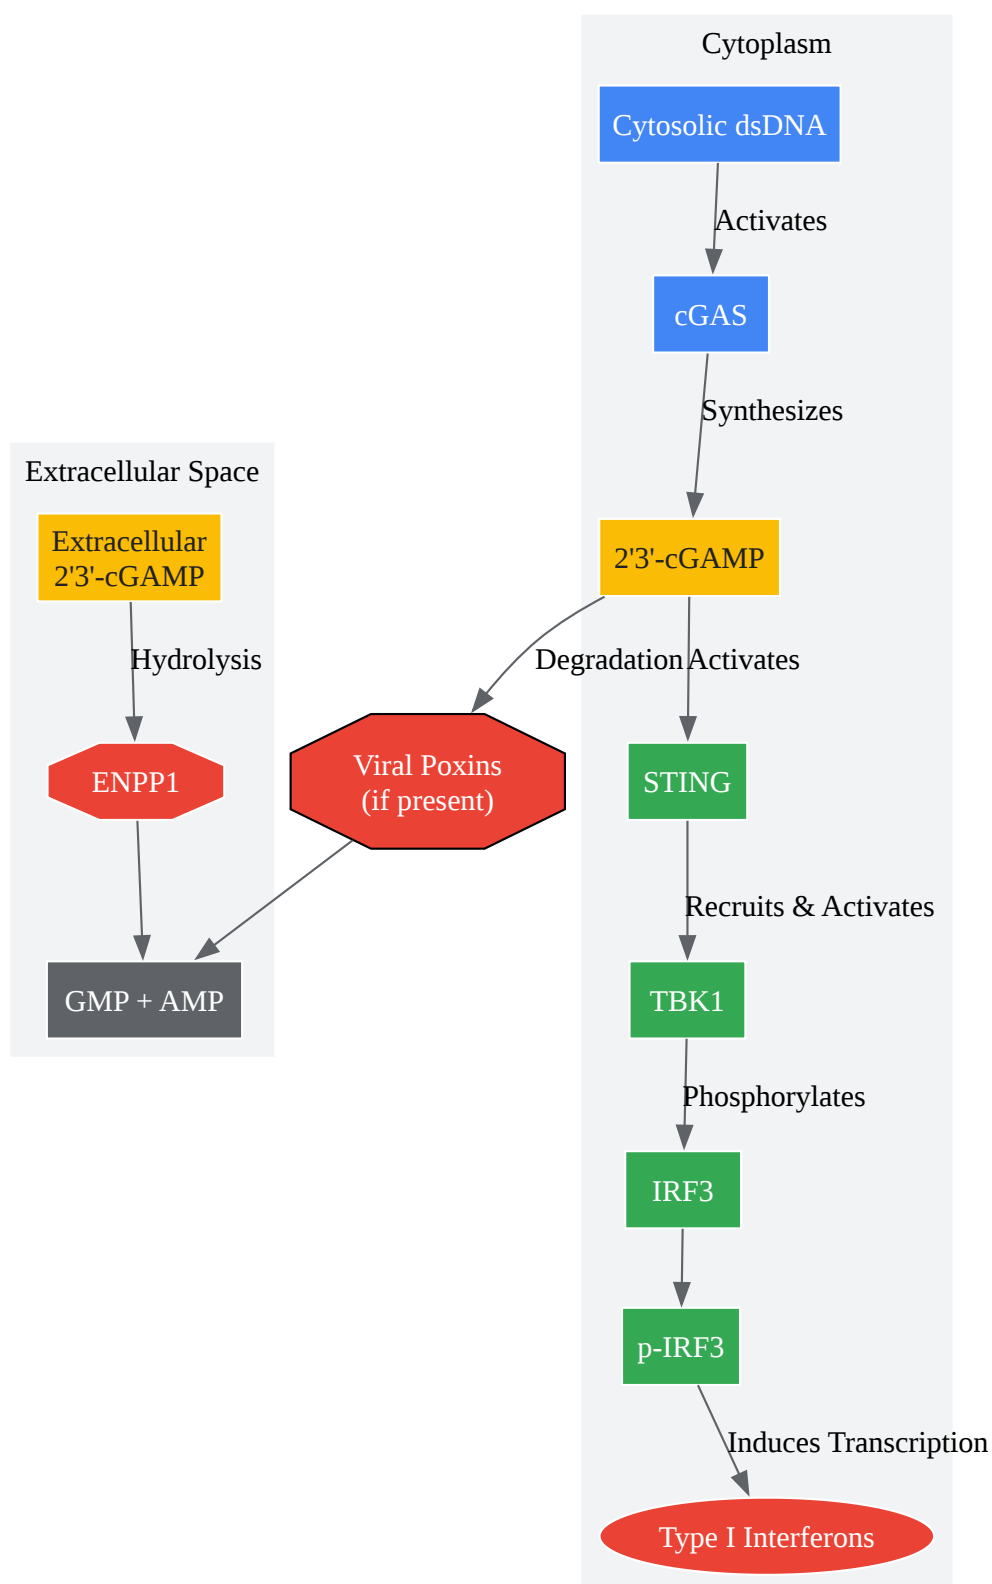 Cytoplasm
Cytosolic dsDNA
Activates
cGAS
Synthesizes
Extracellular Space
Extracellular
2'3'-cGAMP
2'3'-cGAMP
Hydrolysis
Degradation
Activates
ENPP1
Viral Poxins
(if present)
STING
Recruits & Activates
GMP + AMP
TBK1
Phosphorylates
IRF3
p-IRF3
Induces Transcription
Type I Interferons